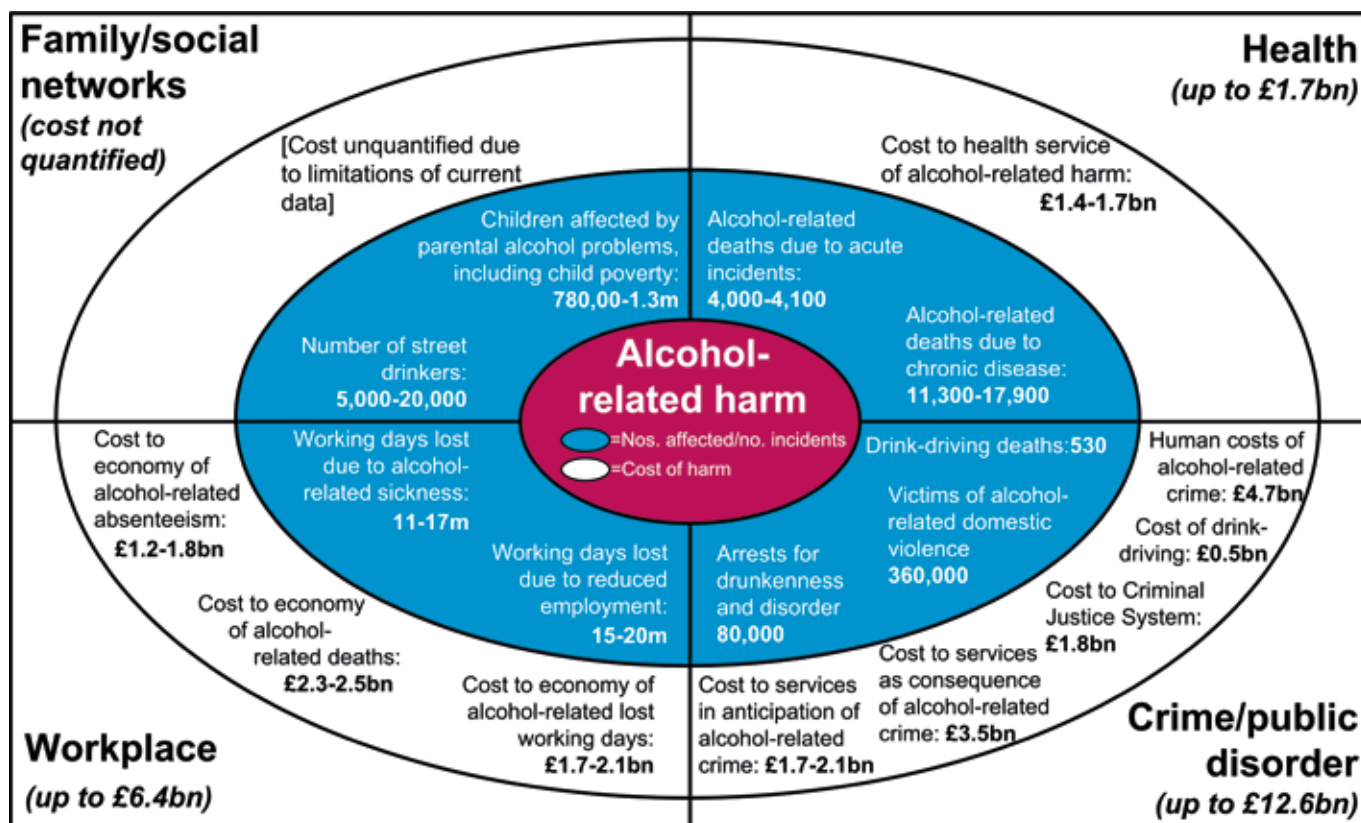 Family/social
networks
(cost not
quantified)
[Cost unquantified due
to limitations of current
data]
Children affected by
parental alcohol problems,
including child poverty:
780,00-1.3m
Number of street
drinkers:
5,000-20,000
Health
(up to £1.7bn)
Cost to health service
of alcohol-related harm:
£1.4-1.7bn
Alcohol-related
deaths due to acute
incidents:
4,000-4,100
Alcohol-related
deaths due to
chronic disease:
11,300-17,900
Alcohol-
related harm
=Nos. affected/no. incidents
=Cost of harm
Cost to
economy of
alcohol-related
absenteeism:
£1.2-1.8bn
Working days lost
due to alcohol-
related sickness:
11-17m
Working days lost
due to reduced
employment:
15-20m
Cost to economy
of alcohol-
related deaths:
£2.3-2.5bn
Cost to economy of
alcohol-related lost
working days:
£1.7-2.1bn
Workplace
(up to £6.4bn)
Drink-driving deaths:530
Victims of alcohol-
related domestic
violence
360,000
Arrests for
drunkenness
and disorder
80,000
Human costs of
alcohol-related
crime: £4.7bn
Cost of drink-
driving: £0.5bn
Cost to Criminal
Justice System:
£1.8bn
Cost to services
as consequence
of alcohol-related
crime: £3.5bn
Cost to services
in anticipation of
alcohol-related
crime: £1.7-2.1bn
Crime/public
disorder
(up to £12.6bn)